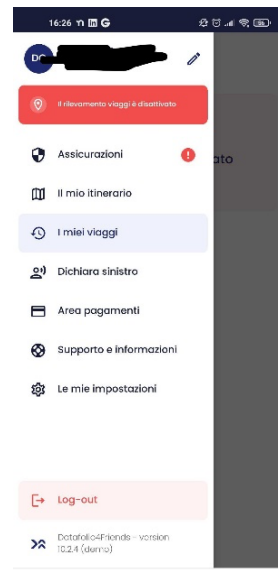 16:26
DC
Il rilevamento viaggi è disattivato
Assicurazioni
Il mio itinerario
I miei viaggi
Dichiara sinistro
Area pagamenti
Supporto e informazioni
Le mie impostazioni
Log-out
Datafolio4Friends - version
10.2.4 (demo)